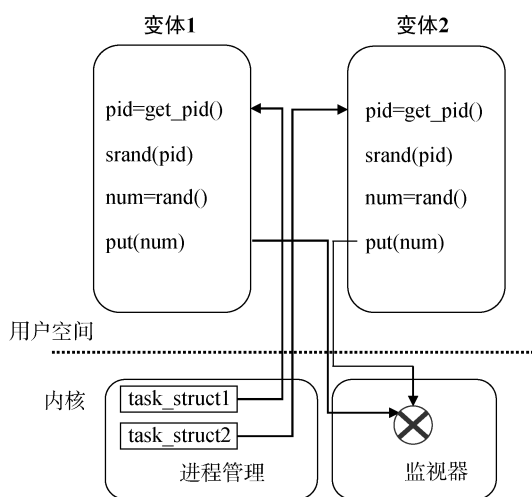 变体1
变体2
pid=get_pid()
srand(pid)
num=rand()
put(num)
pid=get_pid()
srand(pid)
num=rand()
put(num)
用户空间
内核
task_struct1
task_struct2
进程管理
监视器